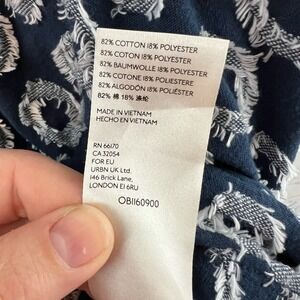 82% COTTON 18% POLYESTER
82% COTON 18% POLYESTER
82% BAUMWOLLE 18% POLYESTER
82% COTONE 18% POLIESTERE
82% ALGODÓN 18% POLIÉSTER
82% 棉 18% 涤纶
MADE IN VIETNAM
HECHO EN VIETNAM
RN 66170
CA 32054
FOR EU
URBN UK Ltd.
146 Brick Lane,
LONDON E1 6RU
OB1160900